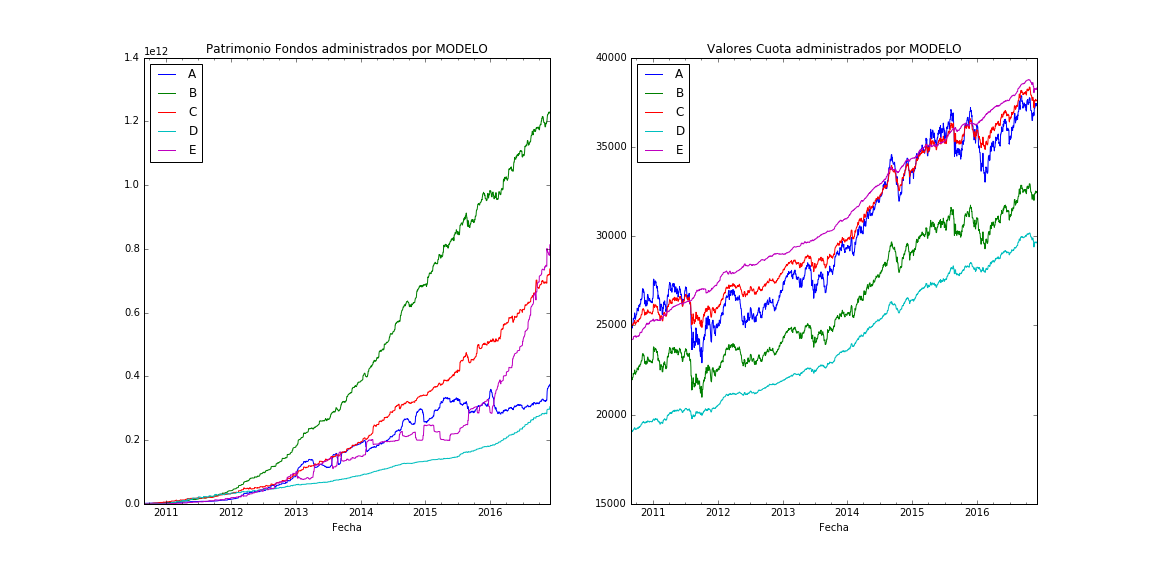 Patrimonio Fondos administrados por MODELO
1e12
1.4
1.2
1.0
0.8
0.6
0.4
0.2
0.0
A
B
C
D
E
2011 2012 2013 2014 2015 2016
Fecha
Valores Cuota administrados por MODELO
40000
35000
30000
25000
20000
15000
A
B
C
D
E
2011 2012 2013 2014 2015 2016
Fecha